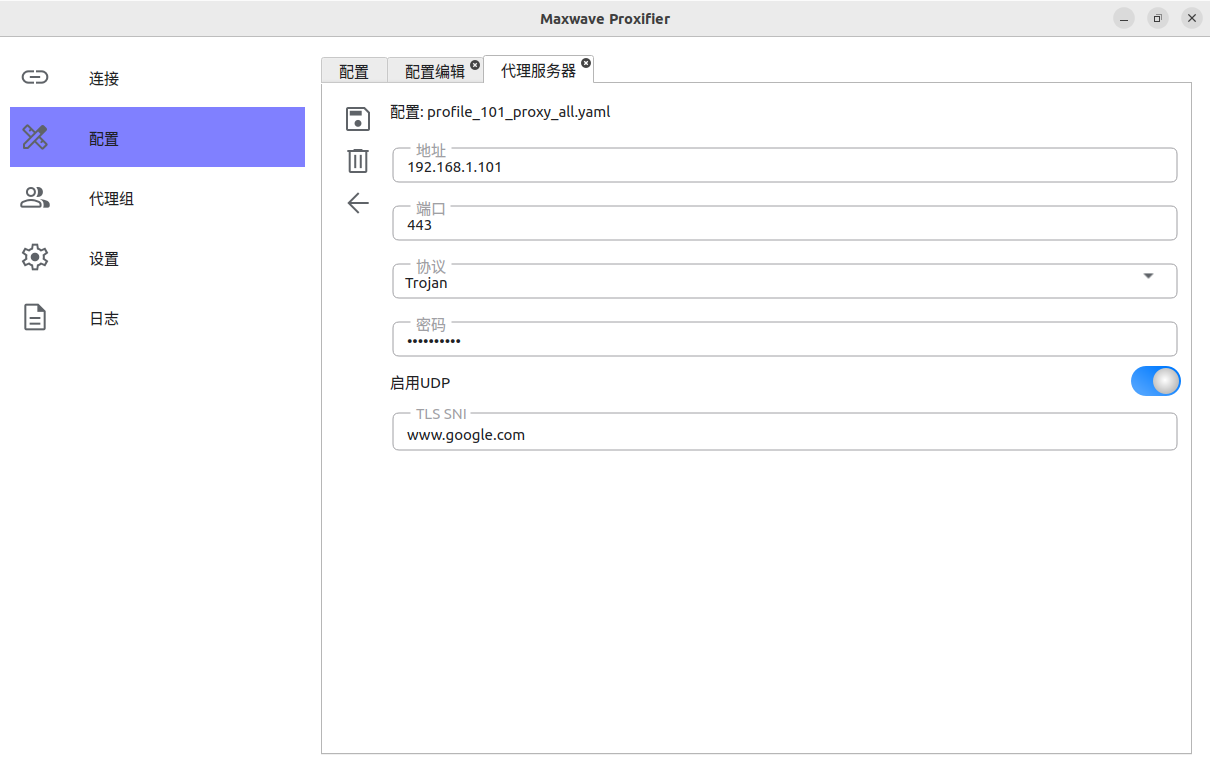 Maxwave Proxifier
连接
配置
代理组
设置
日志
配置 配置编辑 代理服务器
配置: profile_101_proxy_all.yaml
地址
192.168.1.101
端口
443
协议
Trojan
密码
••••••••••
启用UDP
TLS SNI
www.google.com